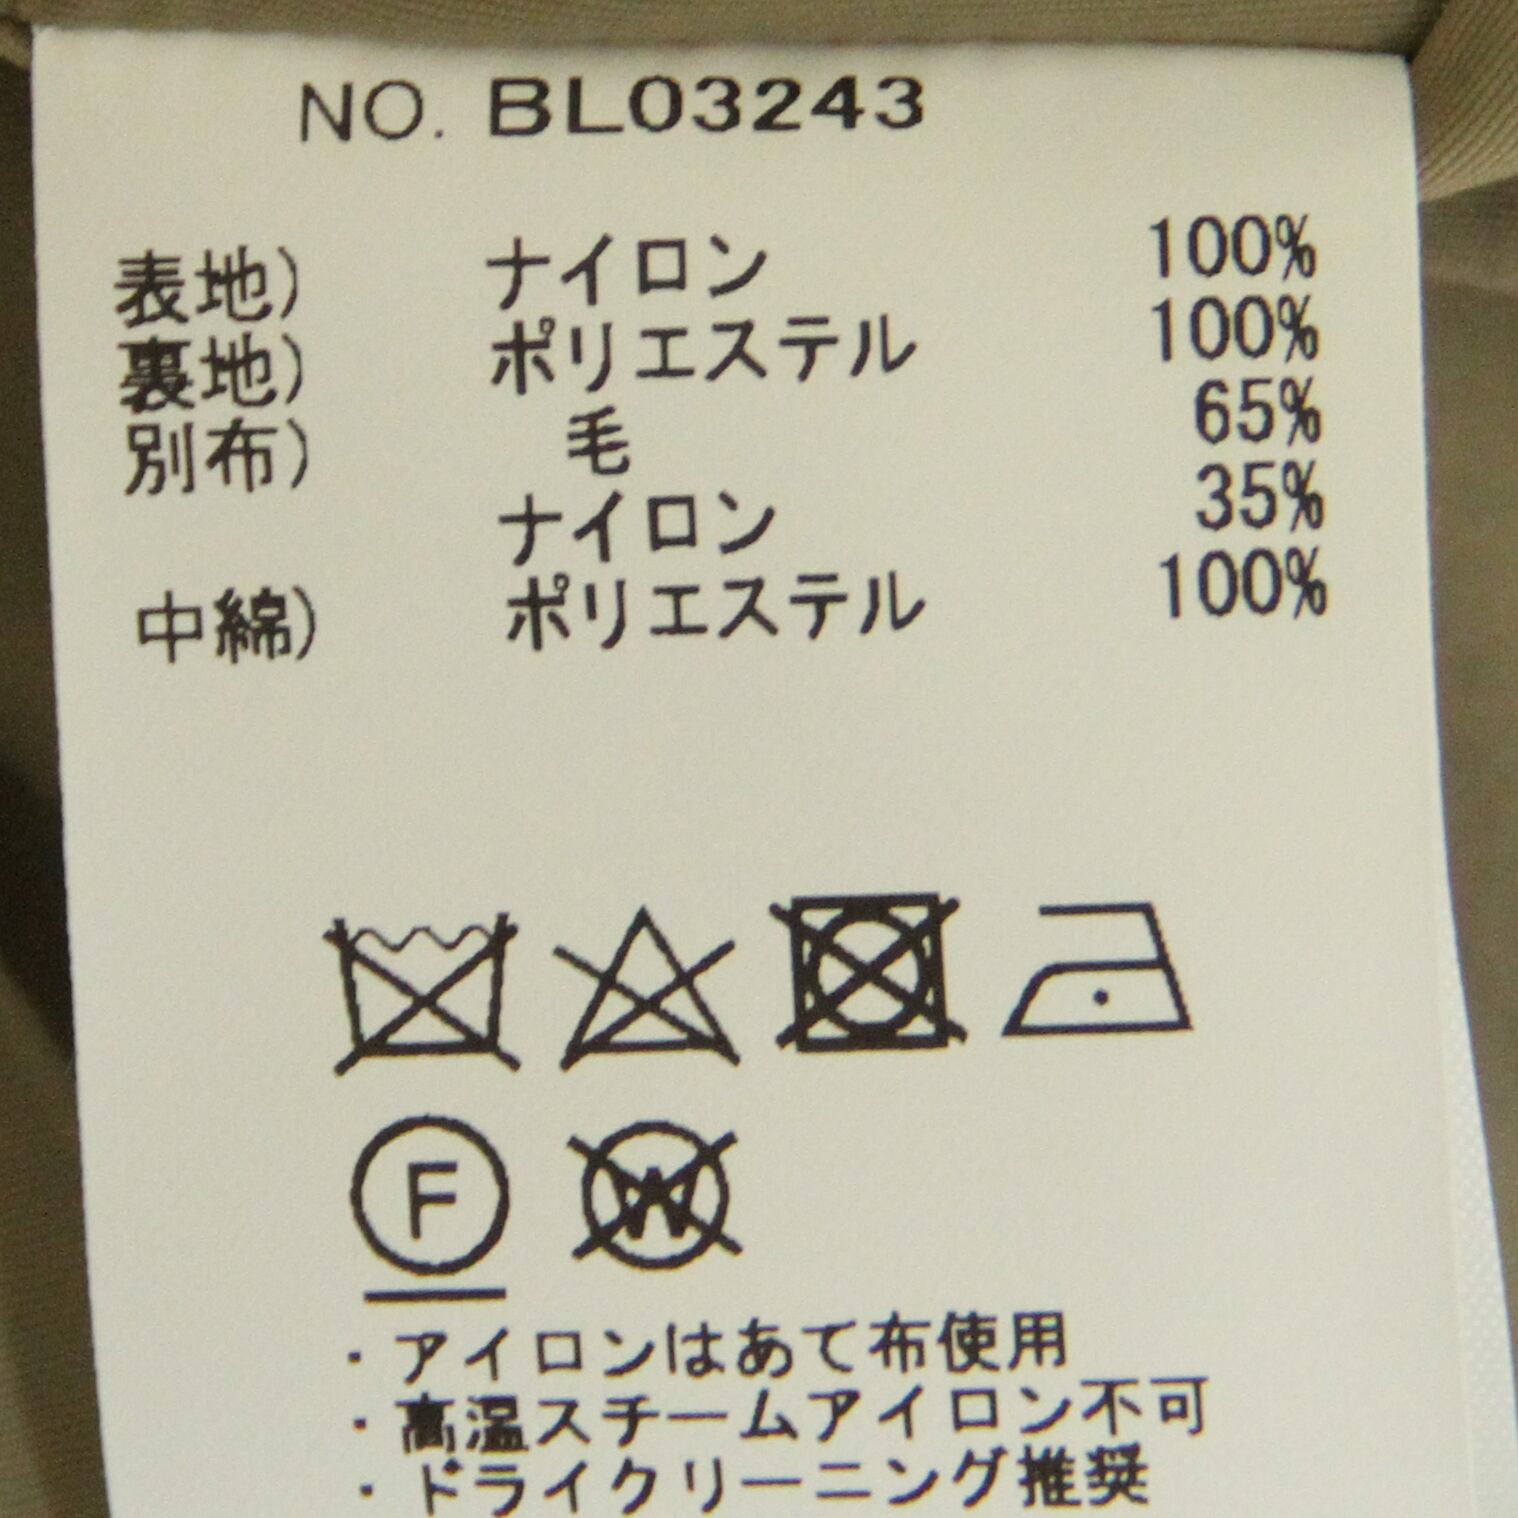 NO. BL03243
表地) ナイロン 100%
裏地) ポリエステル 100%
別布) 毛 65%
ナイロン 35%
中綿) ポリエステル 100%
F W
・アイロンはあて布使用
・高温スチームアイロン不可
・ドライクリーニング推奨